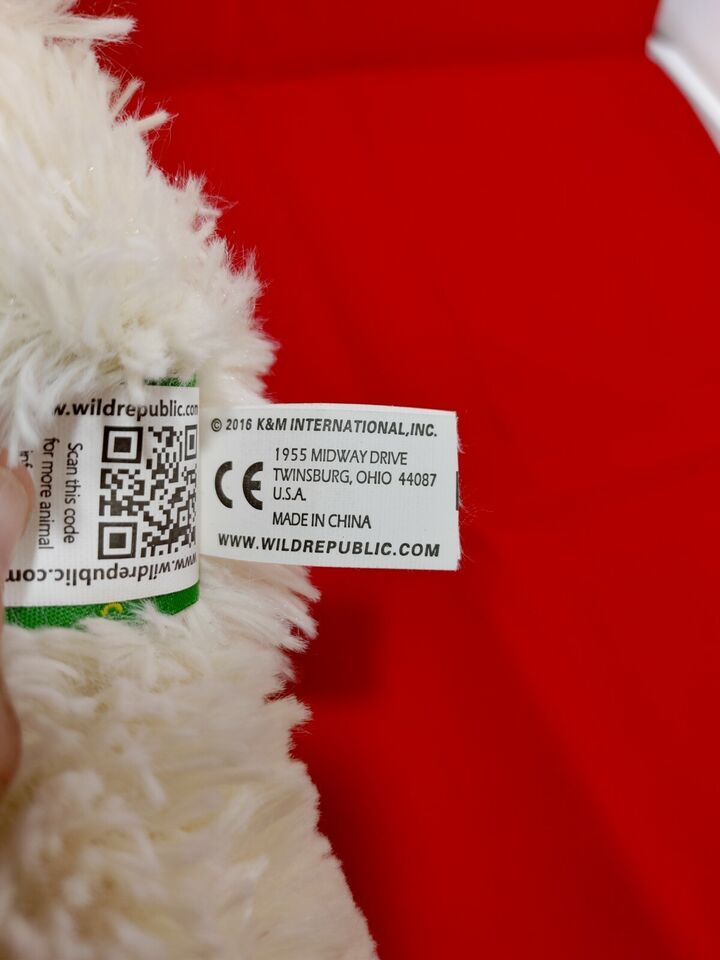 w.wildrepublic.com
Scan this code
for more animal
www.wildrepublic.com
© 2016 K&M INTERNATIONAL,INC.
CE
1955 MIDWAY DRIVE
TWINSBURG, OHIO 44087
U.S.A.
MADE IN CHINA
WWW.WILDREPUBLIC.COM